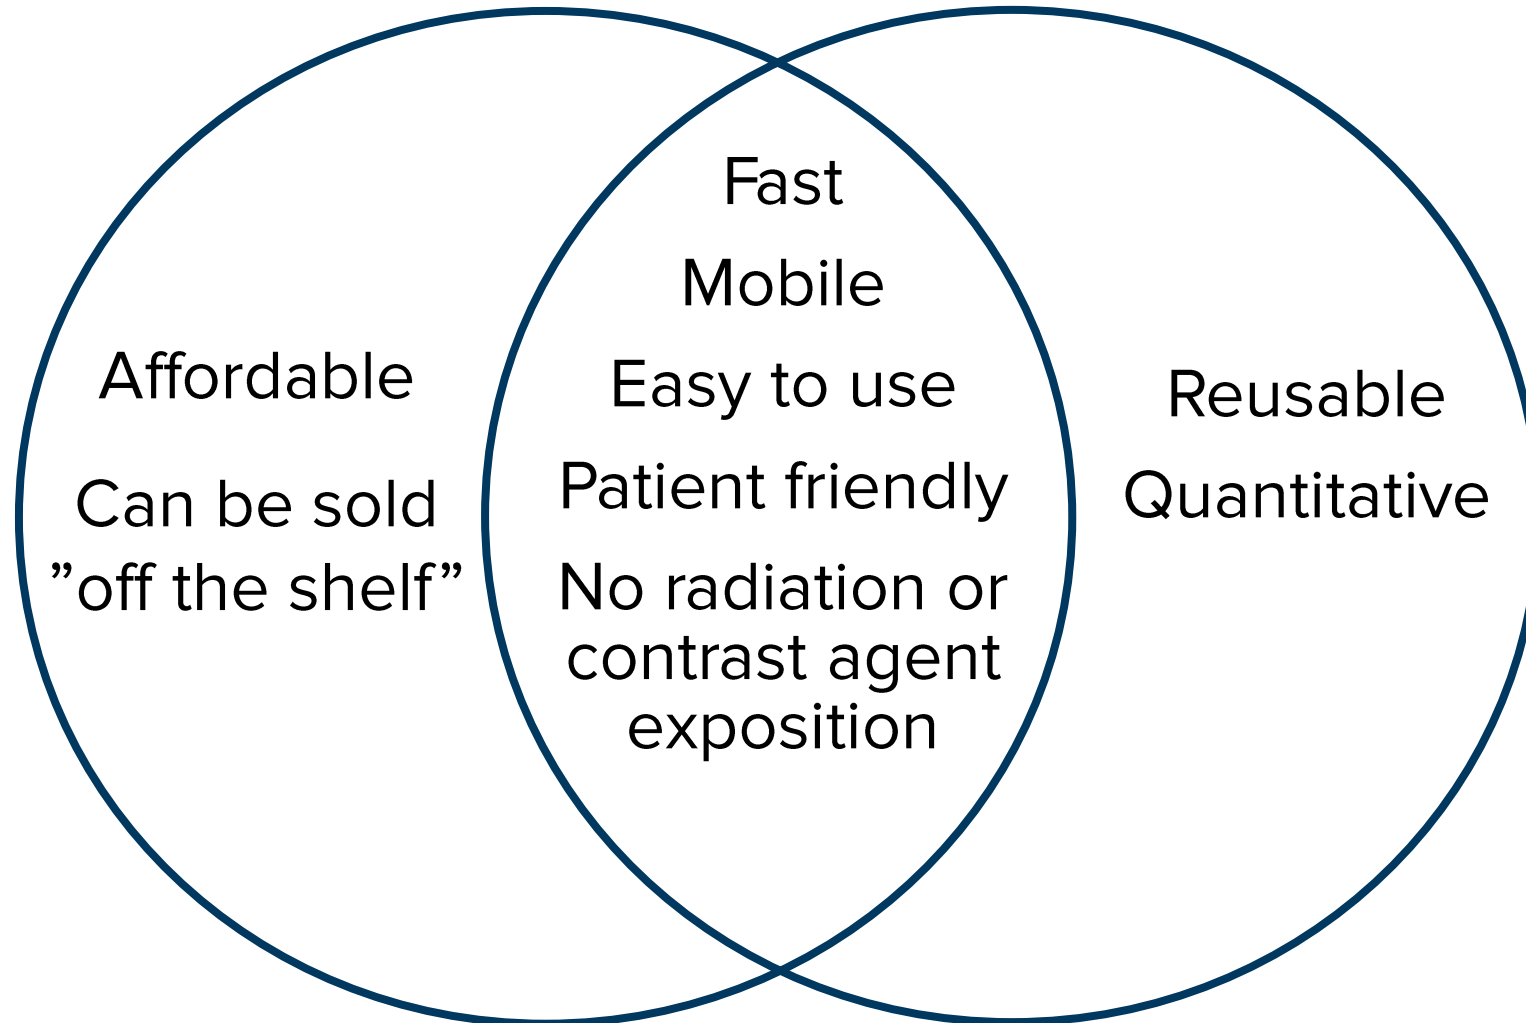 Affordable
Can be sold
”off the shelf”
Fast
Mobile
Easy to use
Patient friendly
No radiation or
contrast agent
exposition
Reusable
Quantitative